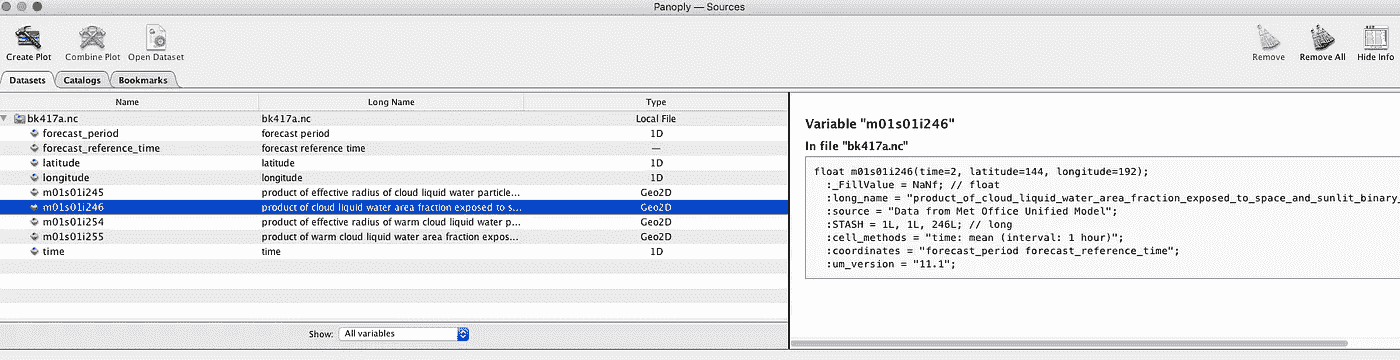 Panoply — Sources
Create Plot Combine Plot Open Dataset Remove Remove All Hide Info
Datasets Catalogs Bookmarks
Name Long Name Type
bk417a.nc bk417a.nc Local File
forecast_period forecast period 1D
forecast_reference_time forecast reference time —
latitude latitude 1D
longitude longitude 1D
m01s01i245 product of effective radius of cloud liquid water particle... Geo2D
m01s01i246 product of cloud liquid water area fraction exposed to s... Geo2D
m01s01i254 product of effective radius of warm cloud liquid water p... Geo2D
m01s01i255 product of warm cloud liquid water area fraction expos... Geo2D
time time 1D
Show: All variables
Variable "m01s01i246"
In file "bk417a.nc"
float m01s01i246(time=2, latitude=144, longitude=192);
:_FillValue = NaNf; // float
:long_name = "product_of_cloud_liquid_water_area_fraction_exposed_to_space_and_sunlit_binary_
:source = "Data from Met Office Unified Model";
:STASH = 1L, 1L, 246L; // long
:cell_methods = "time: mean (interval: 1 hour)";
:coordinates = "forecast_period forecast_reference_time";
:um_version = "11.1";